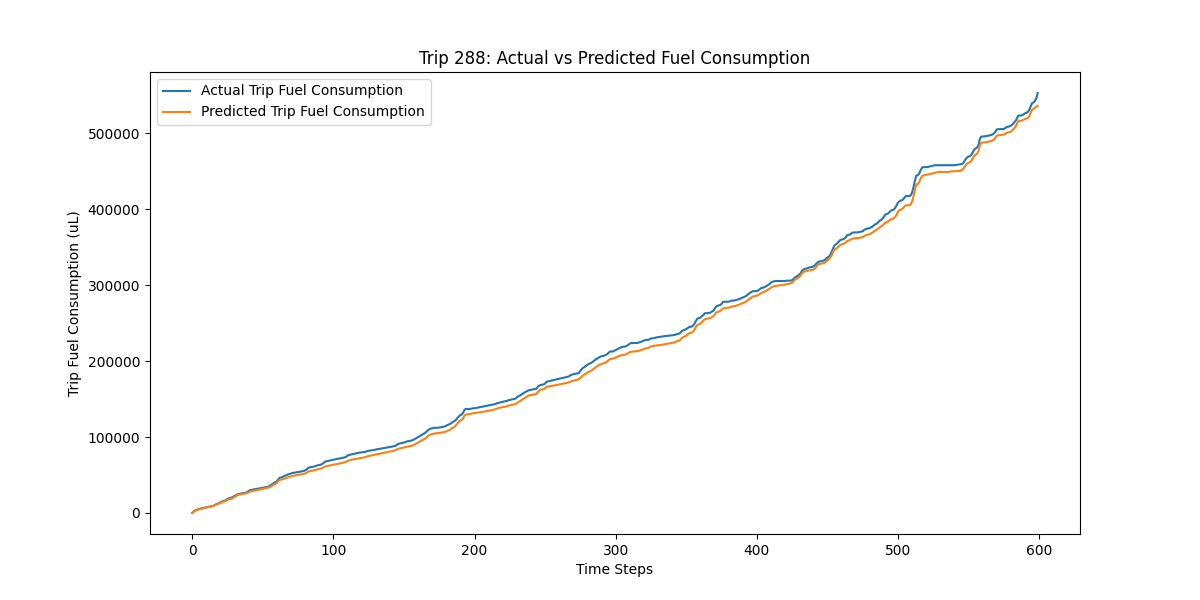 Trip 288: Actual vs Predicted Fuel Consumption
Actual Trip Fuel Consumption
Predicted Trip Fuel Consumption
Trip Fuel Consumption (uL)
500000
400000
300000
200000
100000
0
0 100 200 300 400 500 600
Time Steps